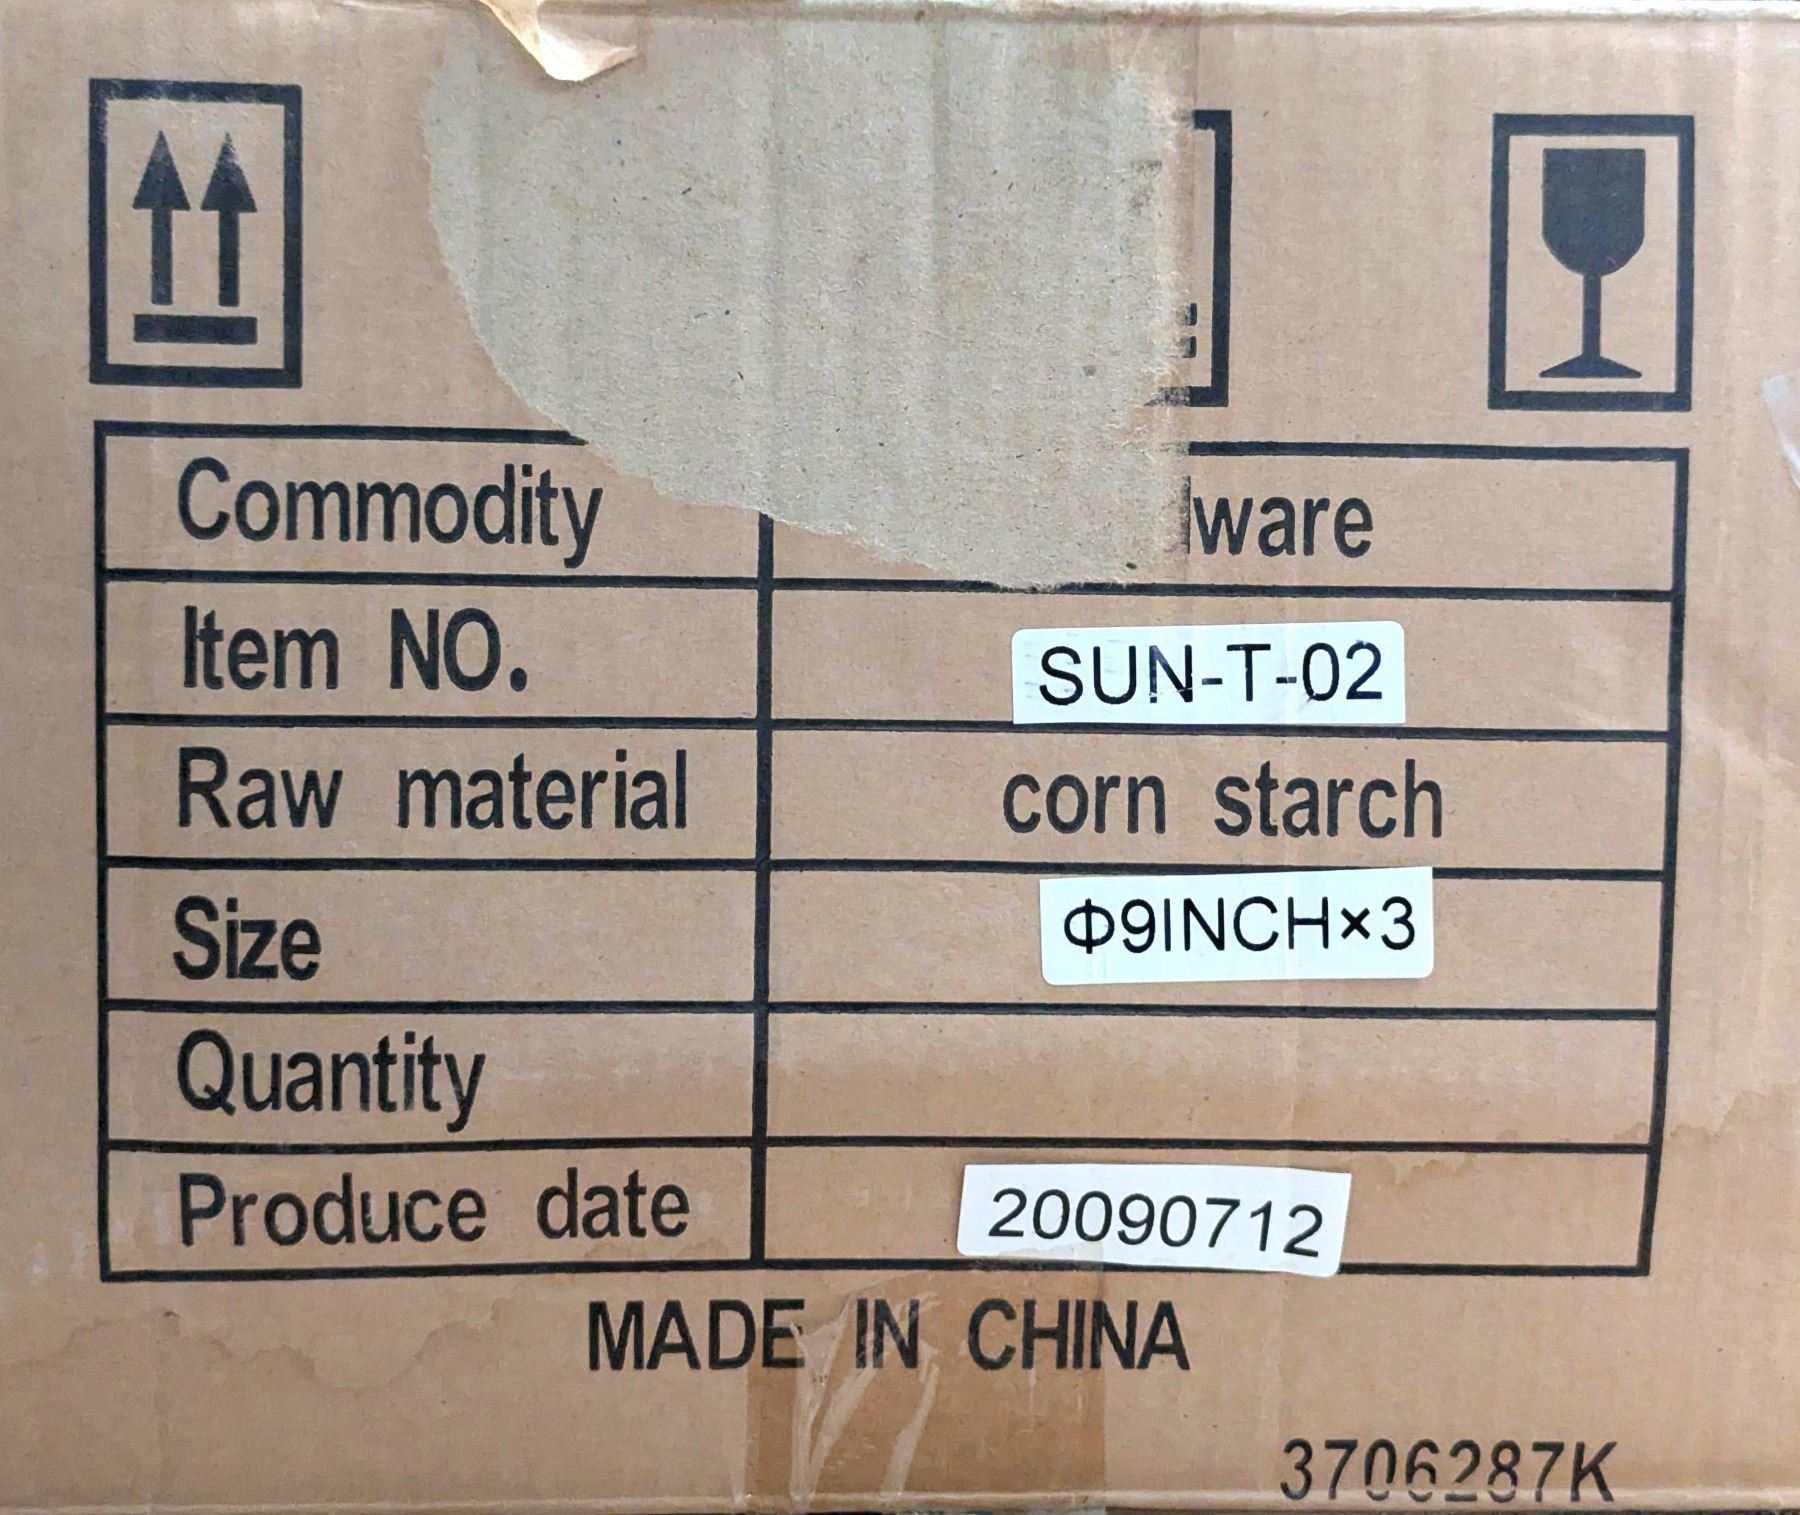 Commodity ware
Item NO. SUN-T-02
Raw material corn starch
Size Φ9INCH×3
Quantity
Produce date 20090712
MADE IN CHINA
3706287K